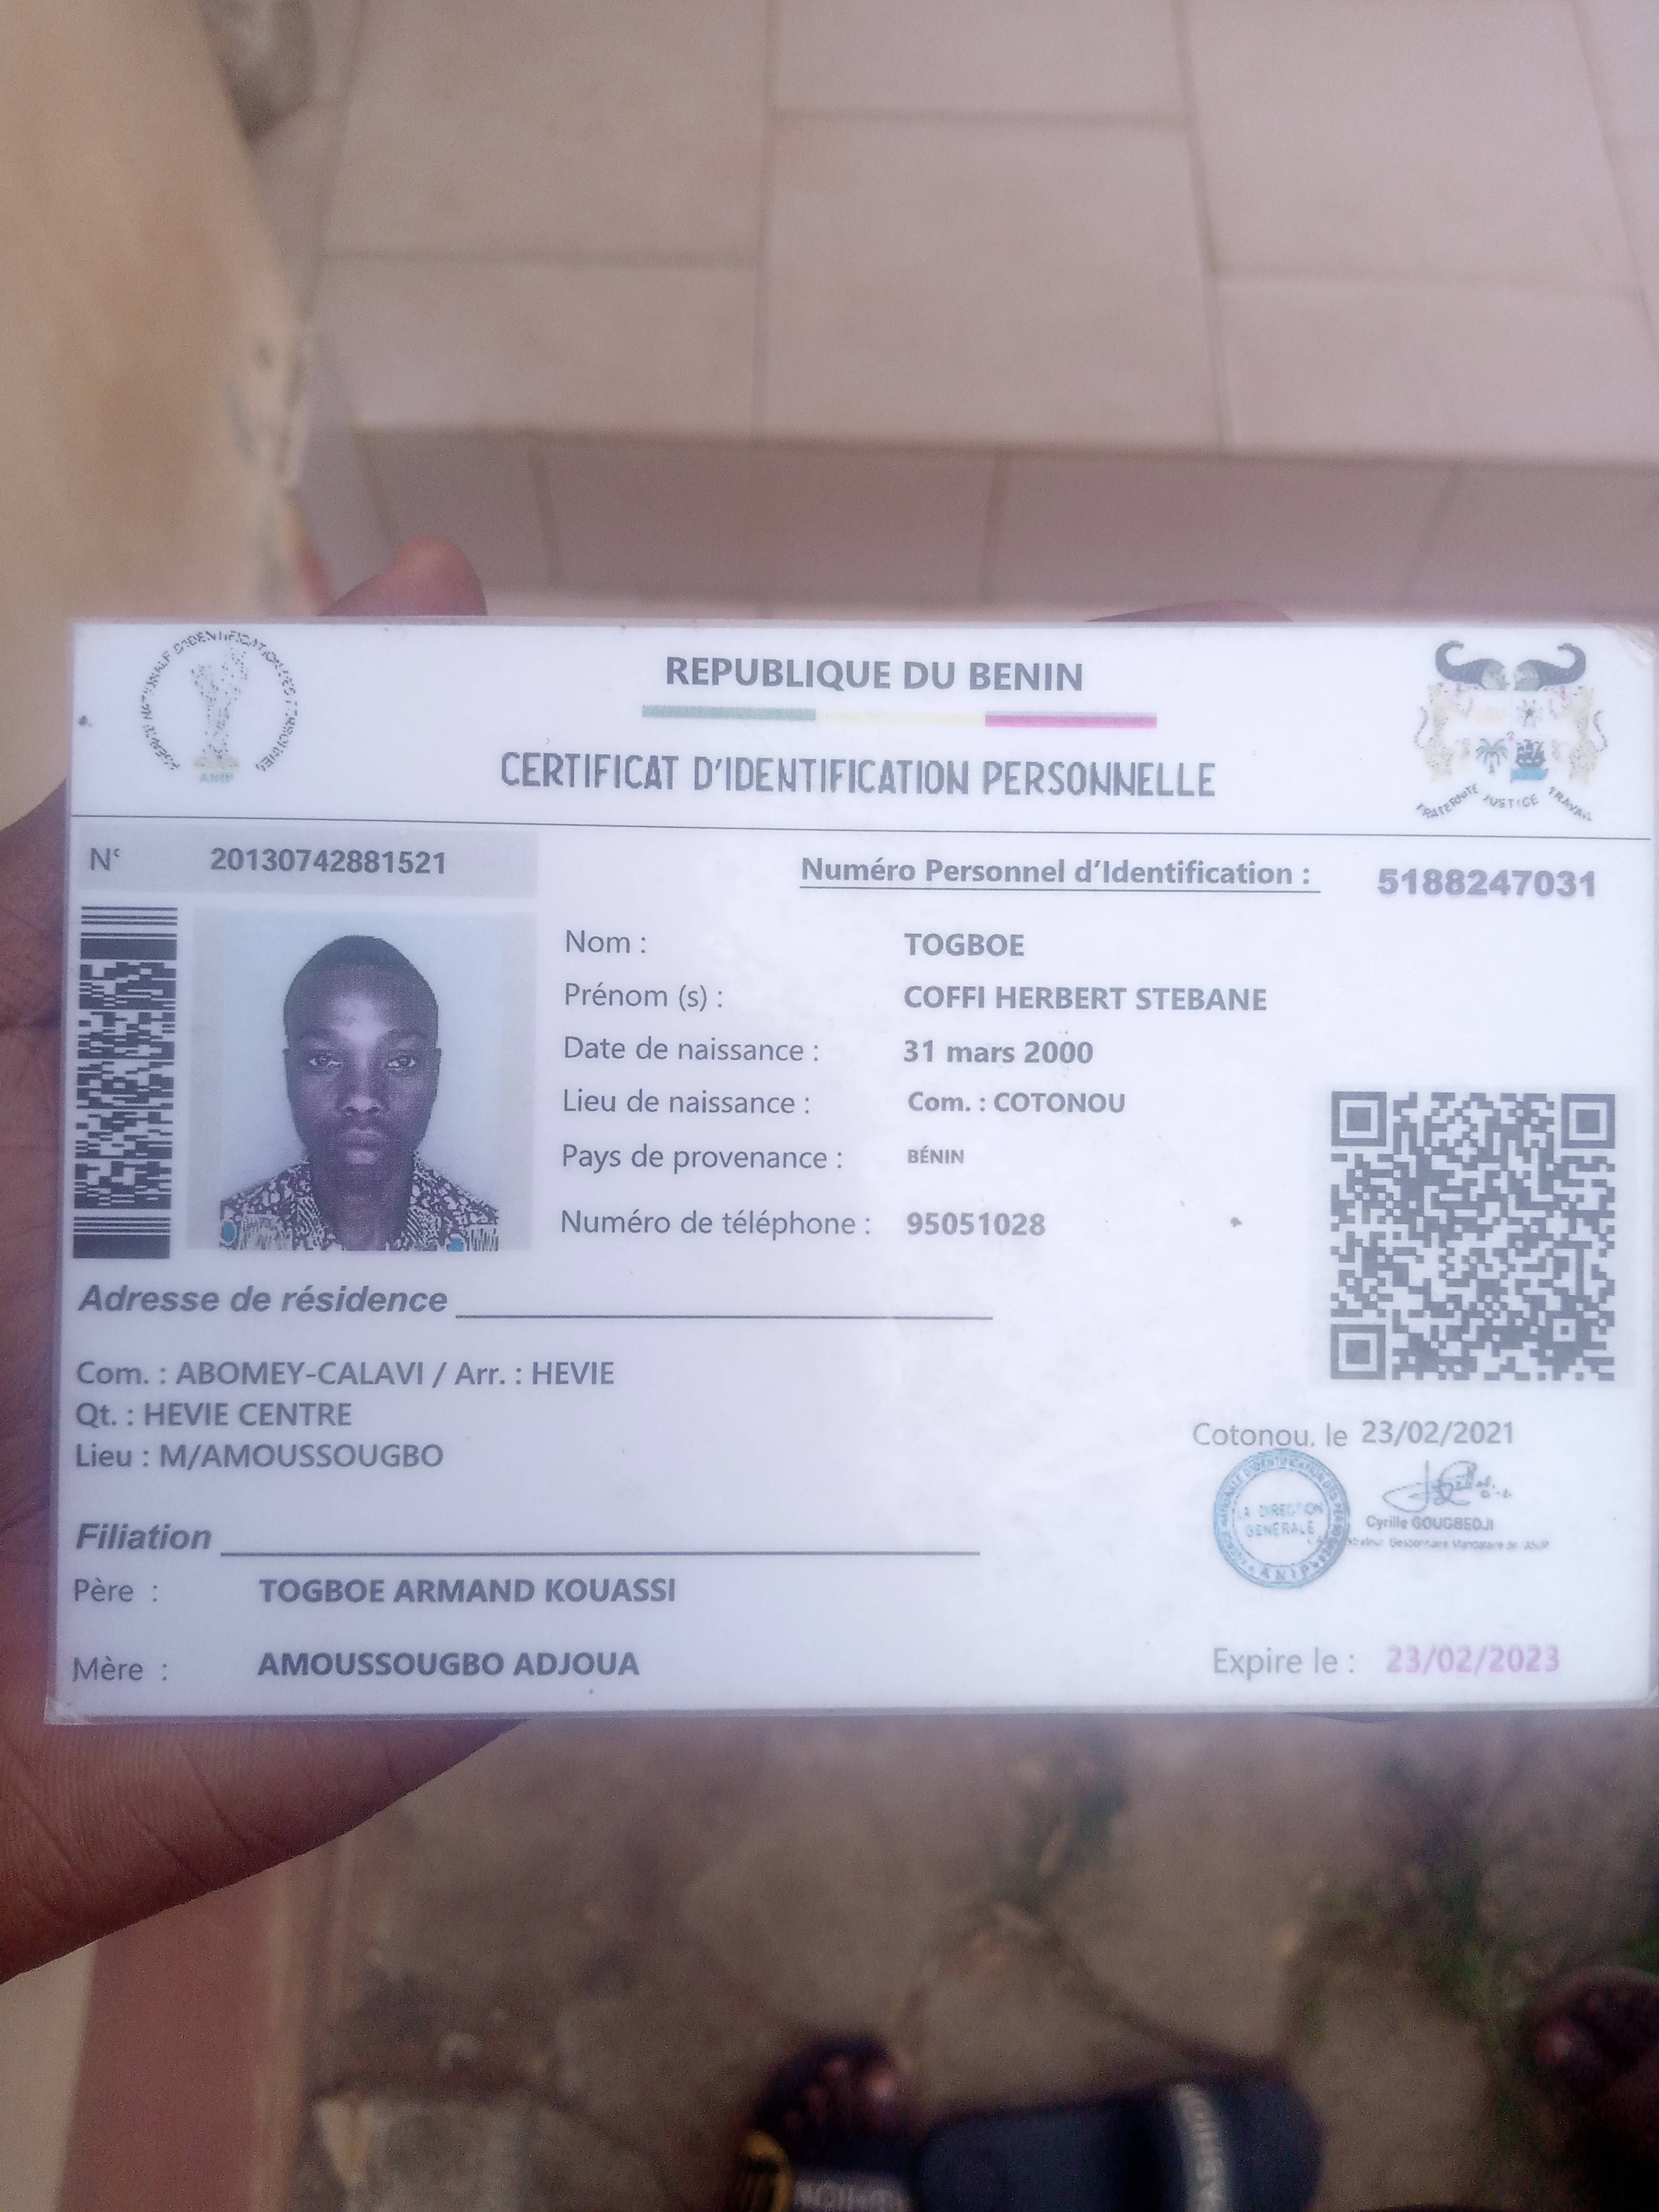 AGENCE NATIONALE D'IDENTIFICATION DES PERSONNES
ANIP
REPUBLIQUE DU BENIN
CERTIFICAT D'IDENTIFICATION PERSONNELLE
FRATERNITE JUSTICE TRAVAIL
N° 20130742881521
Numéro Personnel d'Identification : 5188247031
Nom : TOGBOE
Prénom (s) : COFFI HERBERT STEBANE
Date de naissance : 31 mars 2000
Lieu de naissance : Com. : COTONOU
Pays de provenance : BÉNIN
Numéro de téléphone : 95051028
Adresse de résidence
Com. : ABOMEY-CALAVI / Arr. : HEVIE
Qt. : HEVIE CENTRE
Lieu : M/AMOUSSOUGBO
Cotonou, le 23/02/2021
LA DIRECTION
GENERALE
ANIP
Cyrille GOUGBEDJI
Gestionnaire Mandataire de l'ANIP
Filiation
Père : TOGBOE ARMAND KOUASSI
Mère : AMOUSSOUGBO ADJOUA
Expire le : 23/02/2023